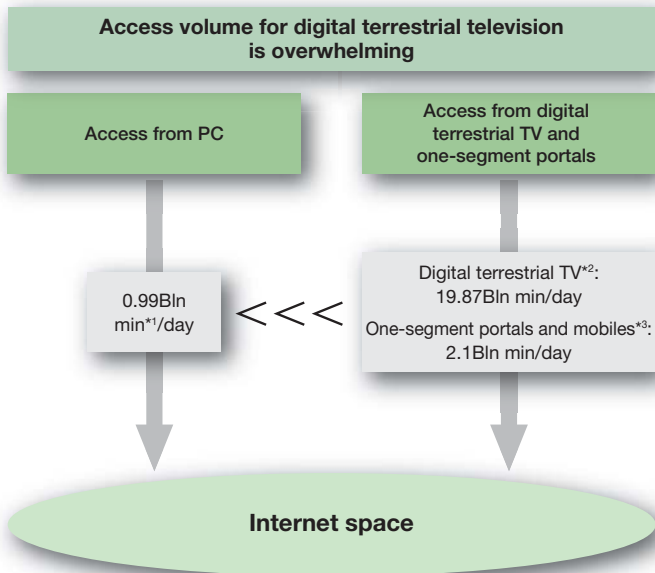 Access volume for digital terrestrial television
is overwhelming
Access from PC
Access from digital
terrestrial TV and
one-segment portals
0.99Bln
min*1/day
<<<
Digital terrestrial TV*2:
19.87Bln min/day
One-segment portals and mobiles*3:
2.1Bln min/day
Internet space